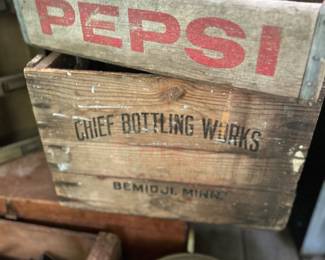 PEPSI
CHIEF BOTTLING WORKS
BEMIDJI, MINN.